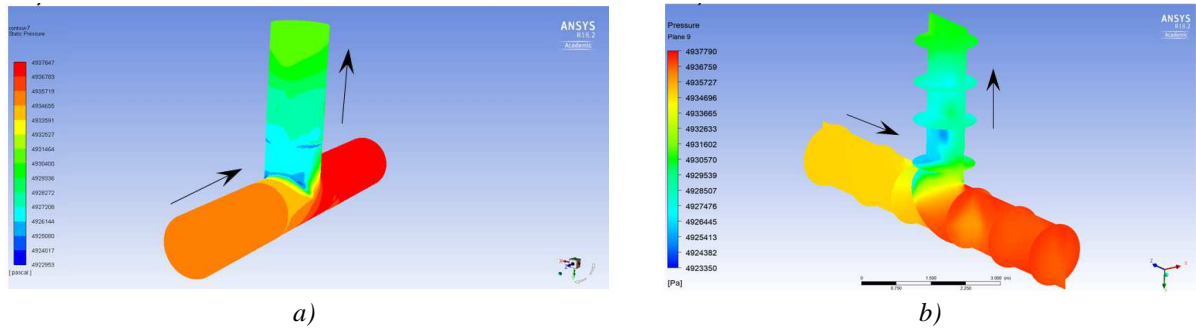 contour-7
Static Pressure
4937847
4936783
4935719
4934655
4933591
4932527
4931464
4930400
4929336
4928272
4927208
4926144
4925080
4924017
4922953
[ pascal ]
ANSYS
R18.2
Academic
a)
Pressure
Plane 9
4937790
4936759
4935727
4934696
4933665
4932633
4931602
4930570
4929539
4928507
4927476
4926445
4925413
4924382
4923350
[Pa]
ANSYS
R18.2
Academic
0
1.500
3.000 (m)
0.750
2.250
Z
X
Y
b)